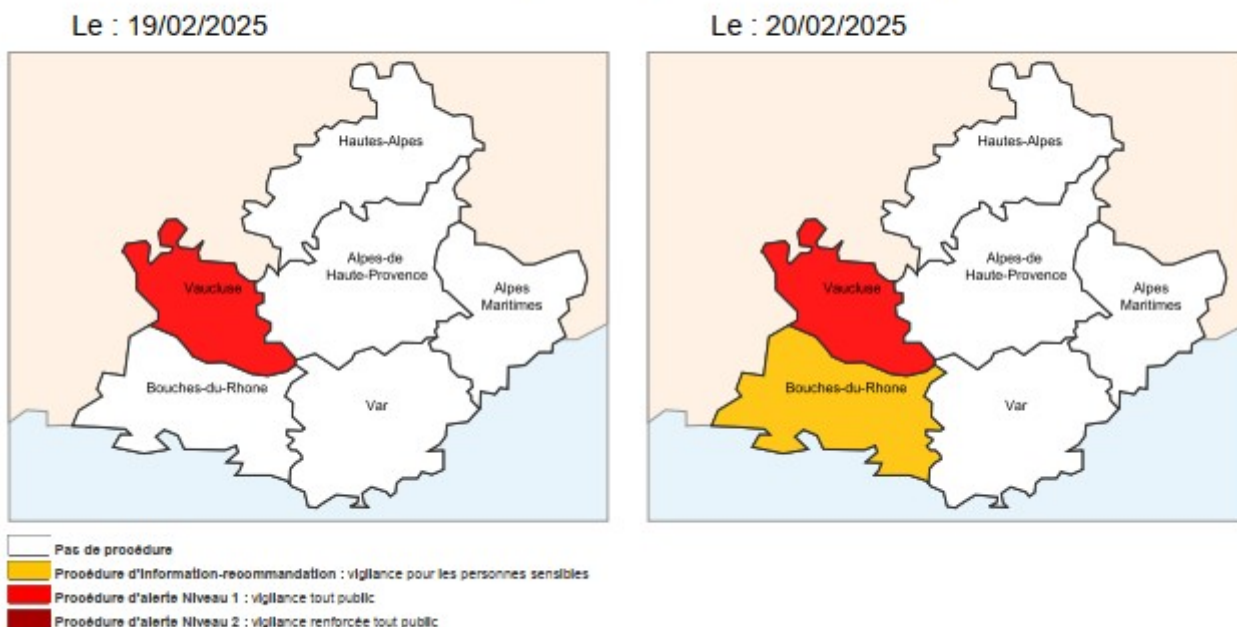 Le : 19/02/2025
Le : 20/02/2025
Hautes-Alpes
Alpes-de
Haute-Provence
Alpes
Maritimes
Vaucluse
Bouches-du-Rhone
Var
Hautes-Alpes
Alpes-de
Haute-Provence
Alpes
Maritimes
Vaucluse
Bouches-du-Rhone
Var
Pas de procédure
Procédure d'information-recommandation : vigilance pour les personnes sensibles
Procédure d'alerte Niveau 1 : vigilance tout public
Procédure d'alerte Niveau 2 : vigilance renforcée tout public